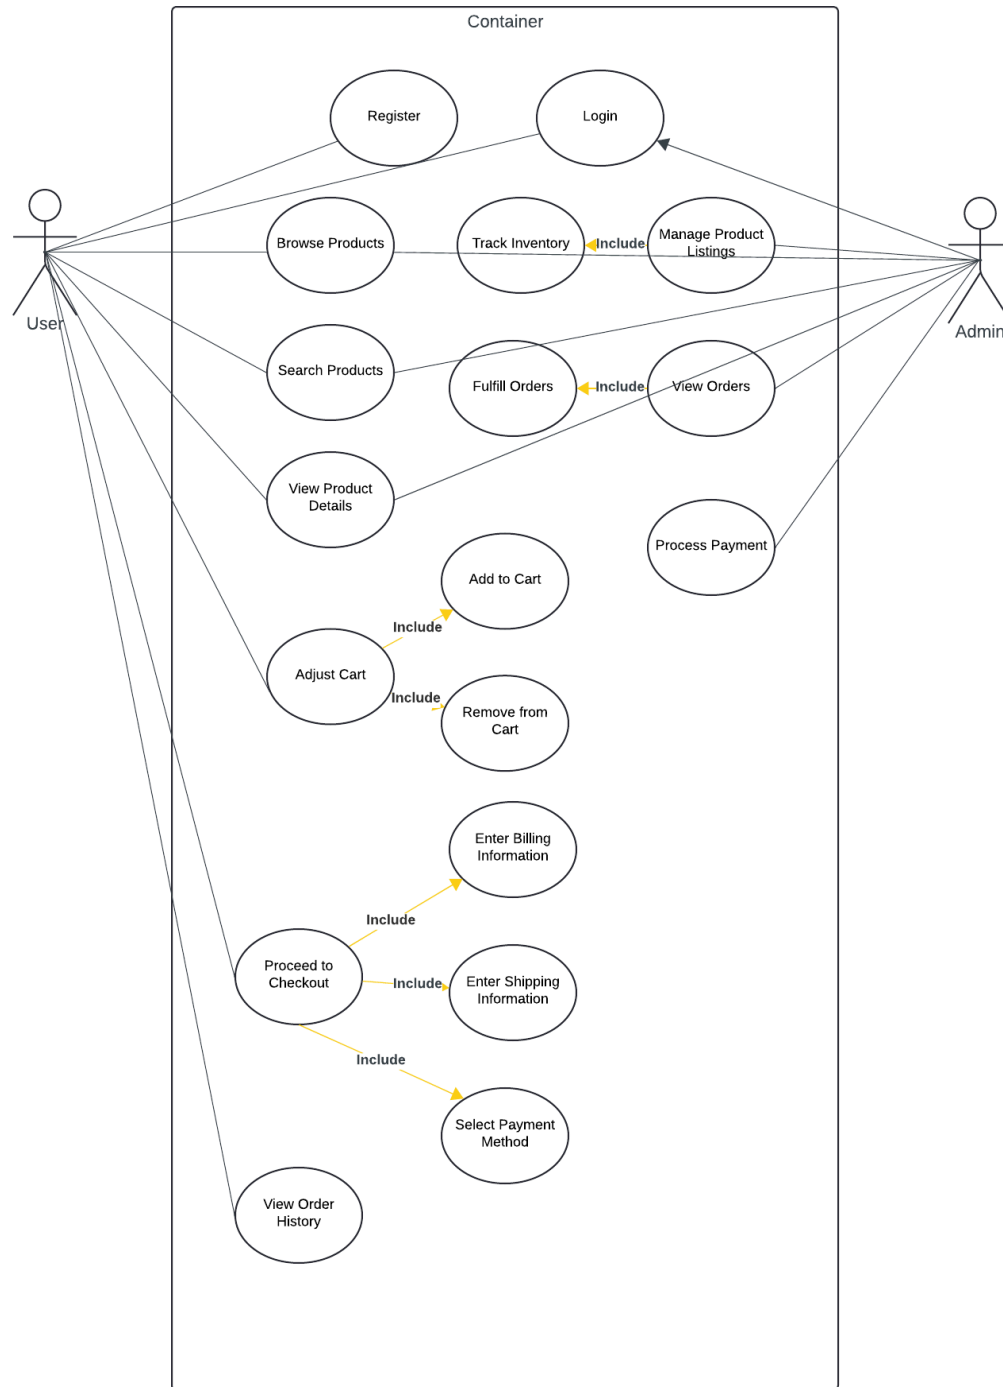 Container
Register
Login
Browse Products
Track Inventory
Include
Manage Product
Listings
User
Admin
Search Products
Fulfill Orders
Include
View Orders
View Product
Details
Process Payment
Add to Cart
Include
Adjust Cart
Include
Remove from
Cart
Enter Billing
Information
Include
Proceed to
Checkout
Include
Enter Shipping
Information
Include
Select Payment
Method
View Order
History